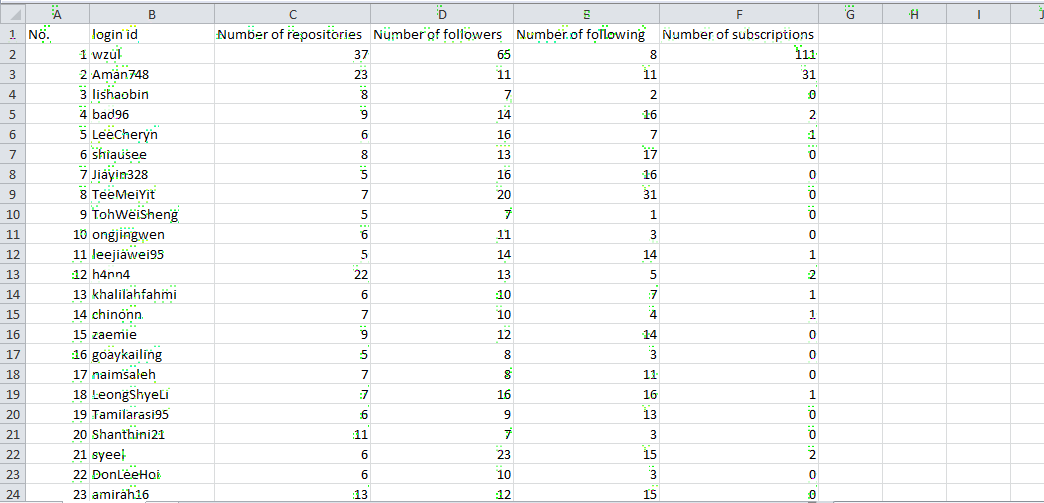 A B C D E F G H I J
1 No. login id Number of repositories Number of followers Number of following Number of subscriptions
2 1 wzul 37 65 8 111
3 2 Aman748 23 11 11 31
4 3 lishaobin 8 7 2 0
5 4 bad96 9 14 16 2
6 5 LeeCheryn 6 16 7 1
7 6 shiausee 8 13 17 0
8 7 Jiayin328 5 16 16 0
9 8 TeeMeiYit 7 20 31 0
10 9 TohWeiSheng 5 7 1 0
11 10 ongjingwen 6 11 3 0
12 11 leejiawei95 5 14 14 1
13 12 h4nn4 22 13 5 2
14 13 khalilahfahmi 6 10 7 1
15 14 chinonn 7 10 4 1
16 15 zaemie 9 12 14 0
17 16 goaykailing 5 8 3 0
18 17 naimsaleh 7 8 11 0
19 18 LeongShyeLi 7 16 16 1
20 19 Tamilarasi95 6 9 13 0
21 20 Shanthini21 11 7 3 0
22 21 syeel 6 23 15 2
23 22 DonLeeHoi 6 10 3 0
24 23 amirah16 13 12 15 0